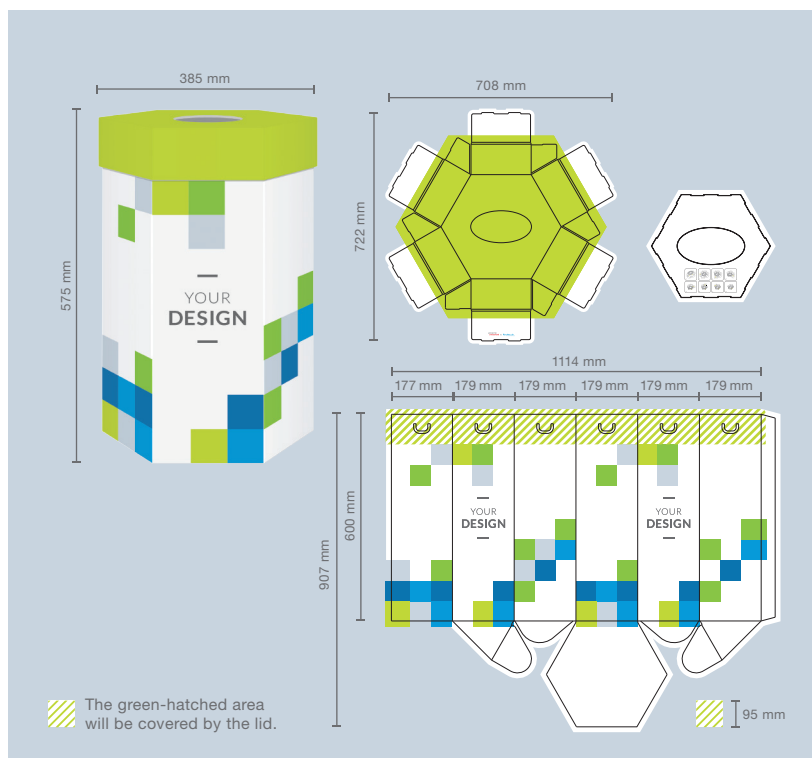 385 mm
575 mm
YOUR
DESIGN
708 mm
722 mm
1114 mm
177 mm 179 mm 179 mm 179 mm 179 mm 179 mm
907 mm
600 mm
YOUR
DESIGN
YOUR
DESIGN
The green-hatched area
will be covered by the lid.
95 mm